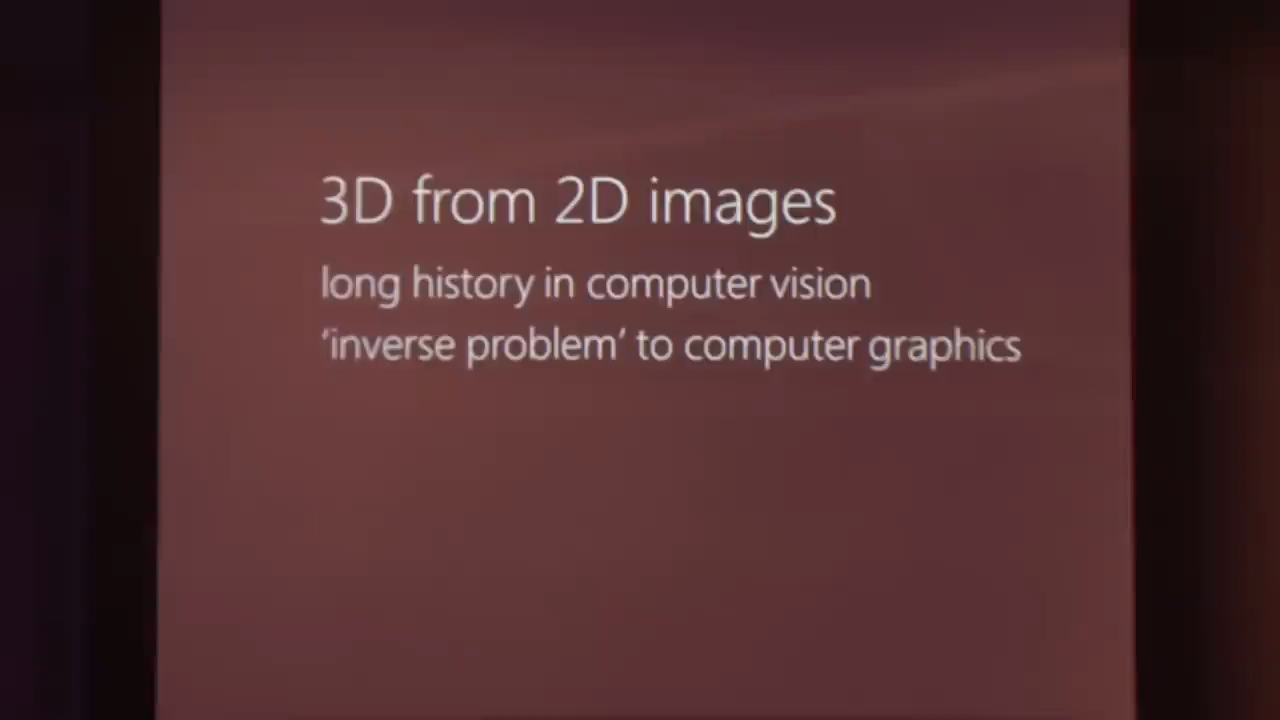 3D from 2D images
long history in computer vision
‘inverse problem’ to computer graphics